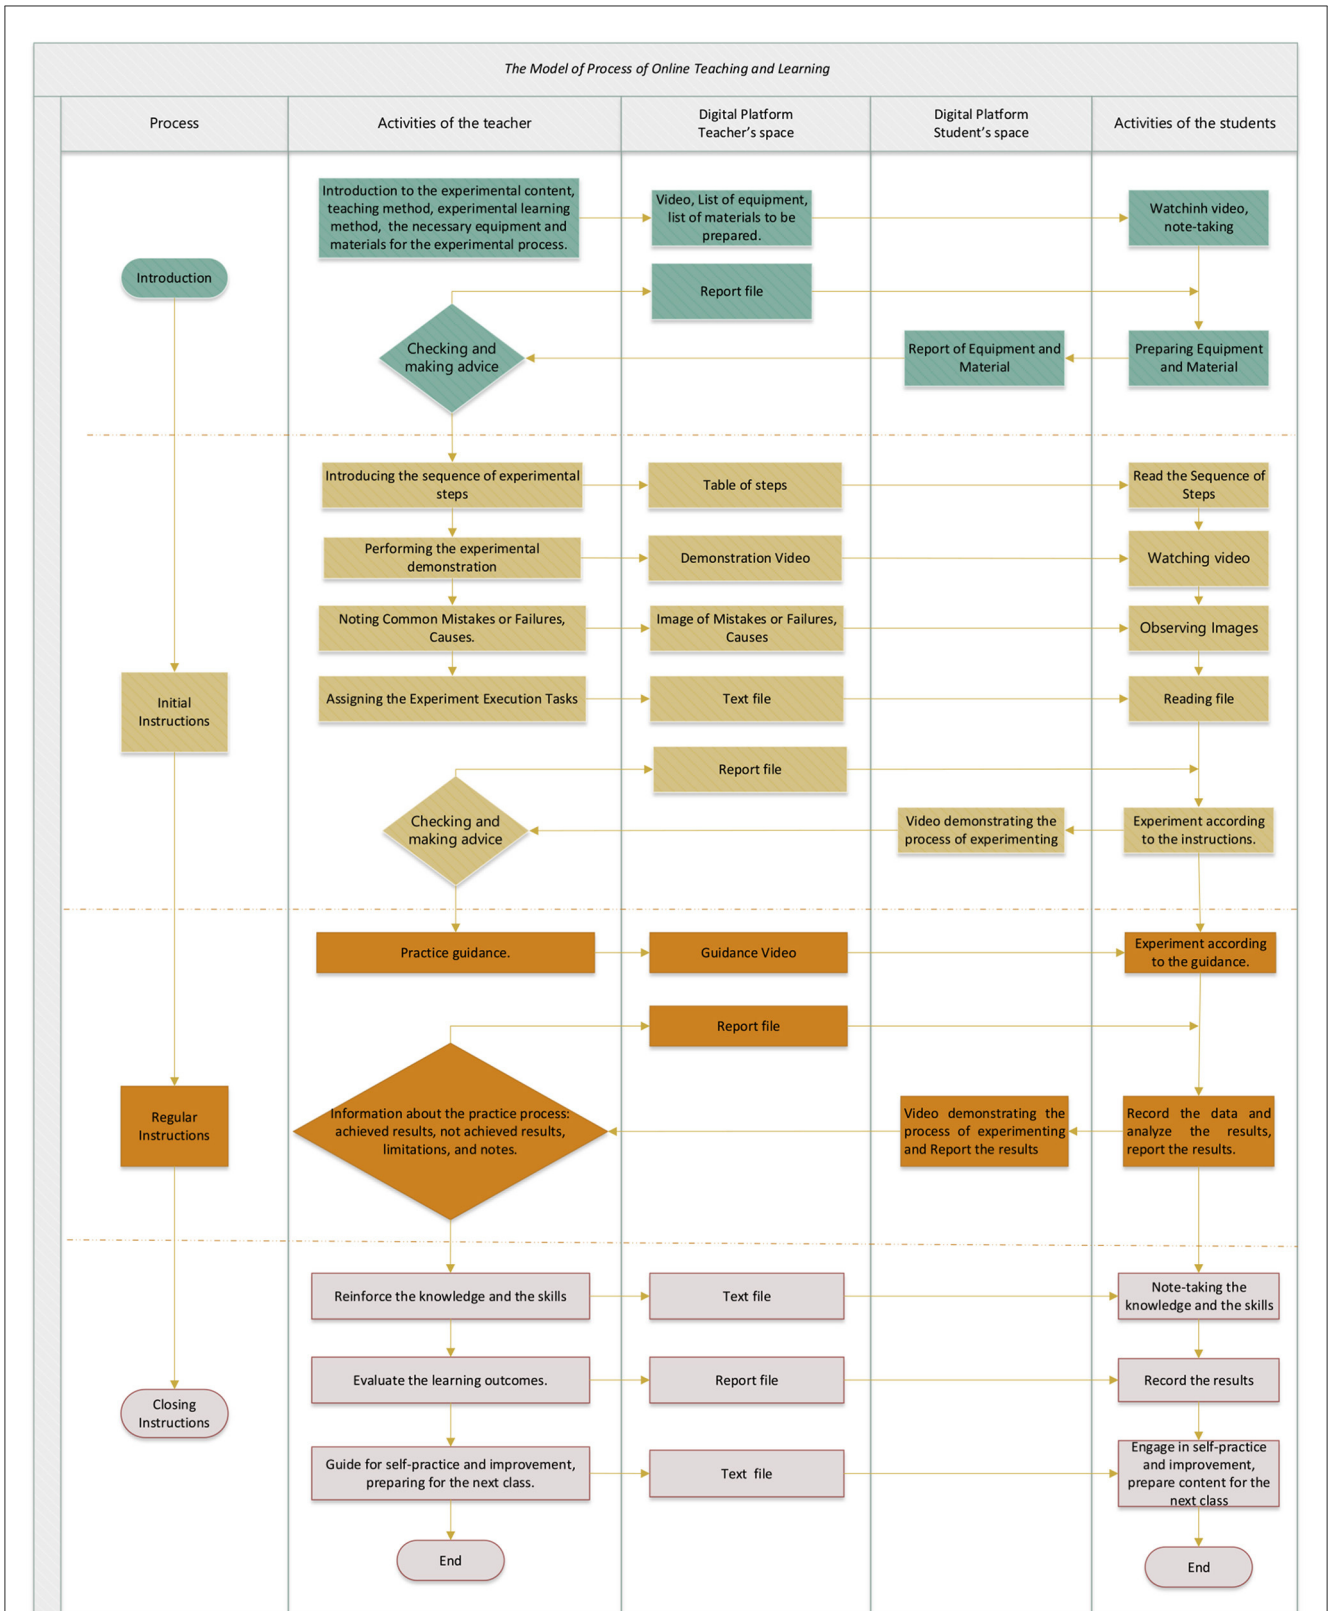 The Model of Process of Online Teaching and Learning
Process
Activities of the teacher
Digital Platform
Teacher's space
Digital Platform
Student's space
Activities of the students
Introduction to the experimental content,
teaching method, experimental learning
method, the necessary equipment and
materials for the experimental process.
Video, List of equipment,
list of materials to be
prepared.
Watchinh video,
note-taking
Introduction
Report file
Checking and
making advice
Report of Equipment and
Material
Preparing Equipment
and Material
Introducing the sequence of experimental
steps
Table of steps
Read the Sequence of
Steps
Performing the experimental
demonstration
Demonstration Video
Watching video
Noting Common Mistakes or Failures,
Causes.
Image of Mistakes or Failures,
Causes
Observing Images
Initial
Instructions
Assigning the Experiment Execution Tasks
Text file
Reading file
Report file
Checking and
making advice
Video demonstrating the
process of experimenting
Experiment according
to the instructions.
Practice guidance.
Guidance Video
Experiment according
to the guidance.
Report file
Regular
Instructions
Information about the practice process:
achieved results, not achieved results,
limitations, and notes.
Video demonstrating the
process of experimenting
and Report the results
Record the data and
analyze the results,
report the results.
Reinforce the knowledge and the skills
Text file
Note-taking the
knowledge and the skills
Evaluate the learning outcomes.
Report file
Record the results
Closing
Instructions
Guide for self-practice and improvement,
preparing for the next class.
Text file
Engage in self-practice
and improvement,
prepare content for the
next class
End
End